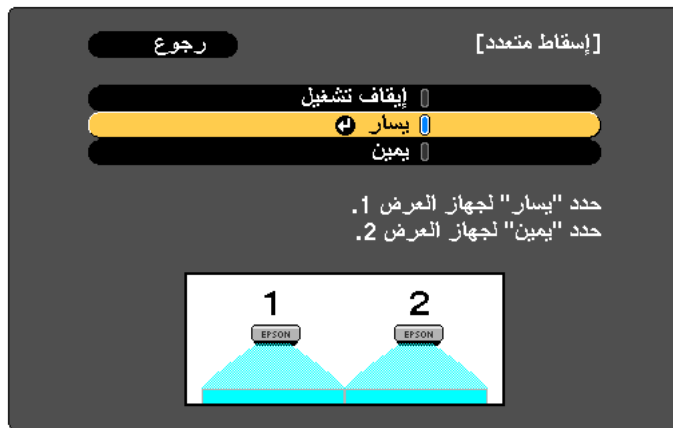 [إسقاط متعدد]
رجوع
إيقاف تشغيل
يسار
يمين
حدد "يسار" لجهاز العرض 1.
حدد "يمين" لجهاز العرض 2.
1 2
EPSON EPSON